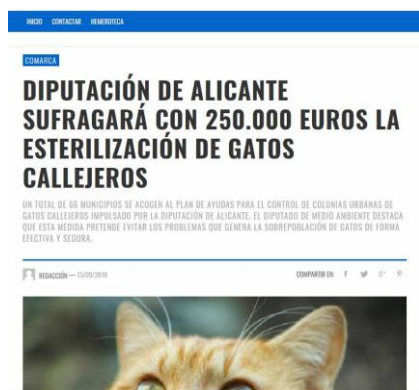 INICIO CONTACTAR HEMEROTECA
COMARCA
DIPUTACIÓN DE ALICANTE
SUFRAGARÁ CON 250.000 EUROS LA
ESTERILIZACIÓN DE GATOS
CALLEJEROS
UN TOTAL DE 66 MUNICIPIOS SE ACOGEN AL PLAN DE AYUDAS PARA EL CONTROL DE COLONIAS URBANAS DE
GATOS CALLEJEROS IMPULSADO POR LA DIPUTACIÓN DE ALICANTE. EL DIPUTADO DE MEDIO AMBIENTE DESTACA
QUE ESTA MEDIDA PRETENDE EVITAR LOS PROBLEMAS QUE GENERA LA SOBREPOBLACIÓN DE GATOS DE FORMA
EFECTIVA Y SEGURA.
REDACCIÓN — COMPARTIR EN